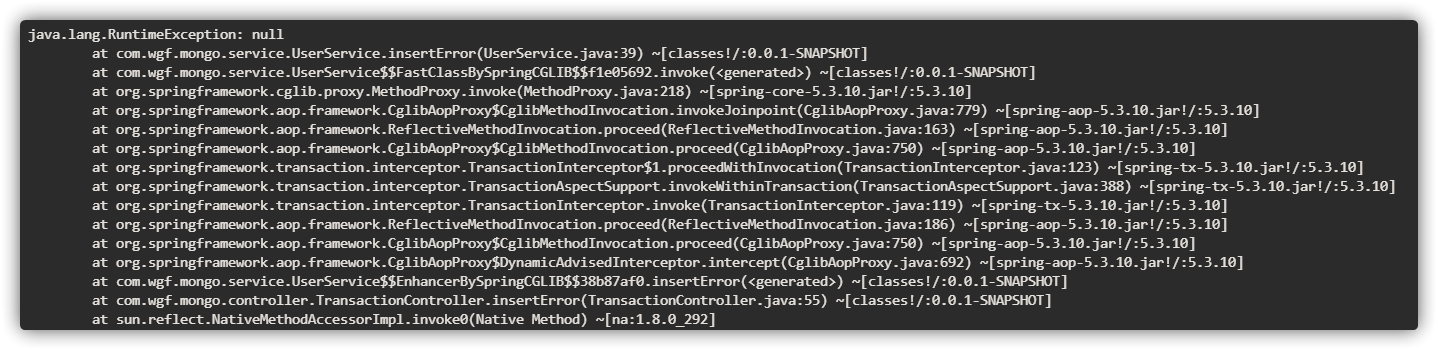 java.lang.RuntimeException: null
at com.wgf.mongo.service.UserService.insertError(UserService.java:39) ~[classes!/:0.0.1-SNAPSHOT]
at com.wgf.mongo.service.UserService$$FastClassBySpringCGLIB$$f1e05692.invoke(<generated>) ~[classes!/:0.0.1-SNAPSHOT]
at org.springframework.cglib.proxy.MethodProxy.invoke(MethodProxy.java:218) ~[spring-core-5.3.10.jar!/:5.3.10]
at org.springframework.aop.framework.CglibAopProxy$CglibMethodInvocation.invokeJoinpoint(CglibAopProxy.java:779) ~[spring-aop-5.3.10.jar!/:5.3.10]
at org.springframework.aop.framework.ReflectiveMethodInvocation.proceed(ReflectiveMethodInvocation.java:163) ~[spring-aop-5.3.10.jar!/:5.3.10]
at org.springframework.aop.framework.CglibAopProxy$CglibMethodInvocation.proceed(CglibAopProxy.java:750) ~[spring-aop-5.3.10.jar!/:5.3.10]
at org.springframework.transaction.interceptor.TransactionInterceptor$1.proceedWithInvocation(TransactionInterceptor.java:123) ~[spring-tx-5.3.10.jar!/:5.3.10]
at org.springframework.transaction.interceptor.TransactionAspectSupport.invokeWithinTransaction(TransactionAspectSupport.java:388) ~[spring-tx-5.3.10.jar!/:5.3.10]
at org.springframework.transaction.interceptor.TransactionInterceptor.invoke(TransactionInterceptor.java:119) ~[spring-tx-5.3.10.jar!/:5.3.10]
at org.springframework.aop.framework.ReflectiveMethodInvocation.proceed(ReflectiveMethodInvocation.java:186) ~[spring-aop-5.3.10.jar!/:5.3.10]
at org.springframework.aop.framework.CglibAopProxy$CglibMethodInvocation.proceed(CglibAopProxy.java:750) ~[spring-aop-5.3.10.jar!/:5.3.10]
at org.springframework.aop.framework.CglibAopProxy$DynamicAdvisedInterceptor.intercept(CglibAopProxy.java:692) ~[spring-aop-5.3.10.jar!/:5.3.10]
at com.wgf.mongo.service.UserService$$EnhancerBySpringCGLIB$$38b87af0.insertError(<generated>) ~[classes!/:0.0.1-SNAPSHOT]
at com.wgf.mongo.controller.TransactionController.insertError(TransactionController.java:55) ~[classes!/:0.0.1-SNAPSHOT]
at sun.reflect.NativeMethodAccessorImpl.invoke0(Native Method) ~[na:1.8.0_292]